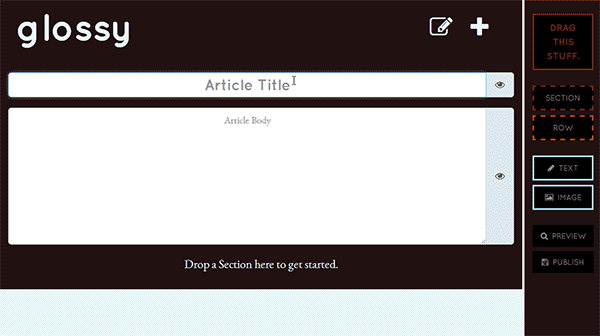 glossy
Article Title
Article Body
Drop a Section here to get started.
DRAG
THIS
STUFF.
SECTION
ROW
TEXT
IMAGE
PREVIEW
PUBLISH